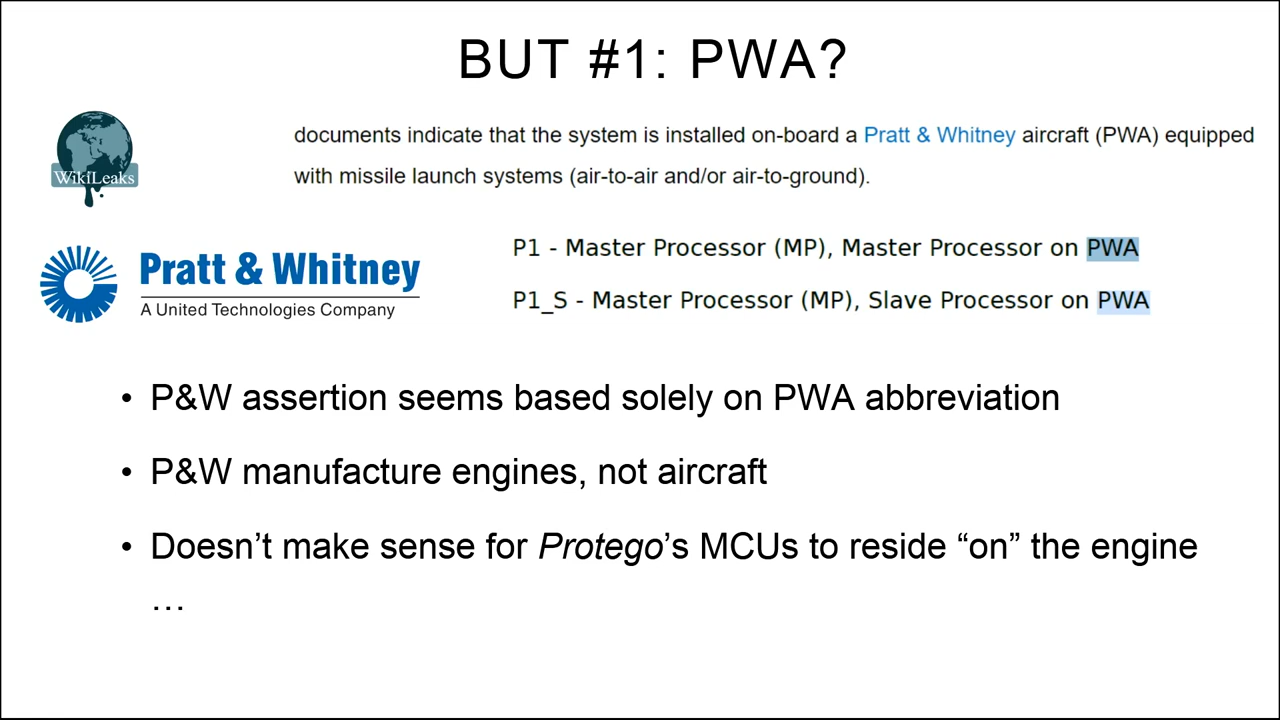 BUT #1: PWA?
WikiLeaks
documents indicate that the system is installed on-board a Pratt & Whitney aircraft (PWA) equipped
with missile launch systems (air-to-air and/or air-to-ground).
Pratt & Whitney
A United Technologies Company
P1 - Master Processor (MP), Master Processor on PWA
P1_S - Master Processor (MP), Slave Processor on PWA
• P&W assertion seems based solely on PWA abbreviation
• P&W manufacture engines, not aircraft
• Doesn’t make sense for Protego’s MCUs to reside “on” the engine
…